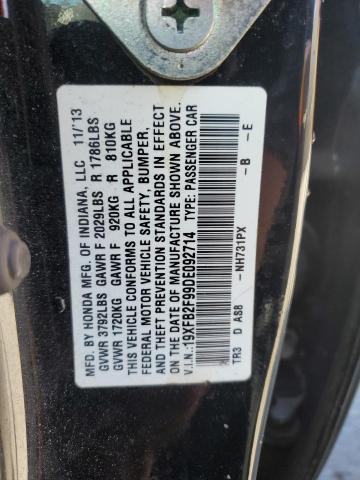 MFD. BY HONDA MFG. OF INDIANA, LLC 11/'13
GVWR 3792LBS GAWR F 2029LBS R 1786LBS
GVWR 1720KG GAWR F 920KG R 810KG
THIS VEHICLE CONFORMS TO ALL APPLICABLE
FEDERAL MOTOR VEHICLE SAFETY, BUMPER,
AND THEFT PREVENTION STANDARDS IN EFFECT
ON THE DATE OF MANUFACTURE SHOWN ABOVE.
V.I.N.:19XFB2F99DE092714 TYPE: PASSENGER CAR
-NH731PX - B - E
TR3 D AS8